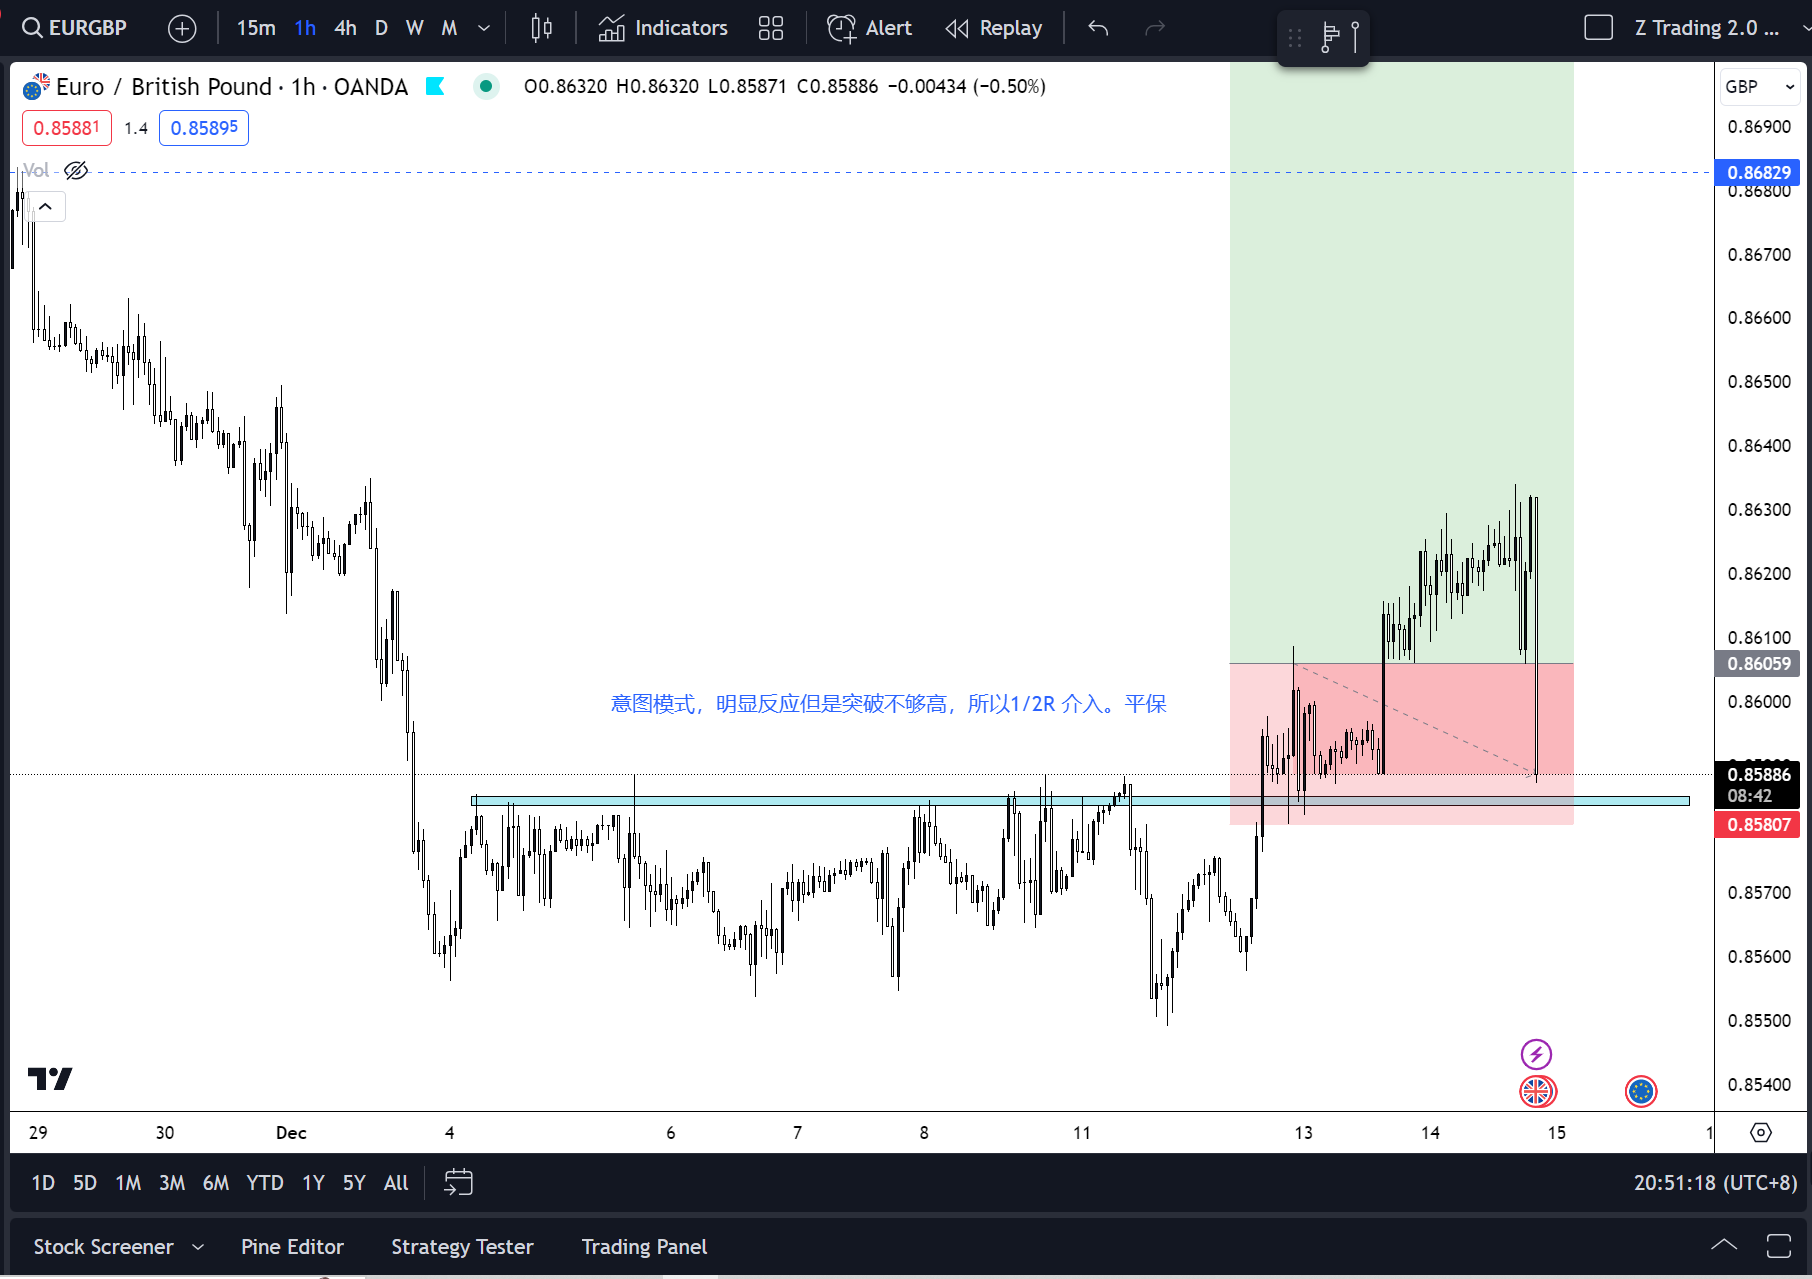 EURGBP
15m 1h 4h D W M
Indicators
Alert
Replay
Z Trading 2.0 ...
Euro / British Pound · 1h · OANDA
O0.86320 H0.86320 L0.85871 C0.85886 −0.00434 (−0.50%)
GBP
0.85881
1.4
0.85895
Vol
0.86900
0.86829
0.86800
0.86700
0.86600
0.86500
0.86400
0.86300
0.86200
0.86100
0.86059
0.86000
意图模式，明显反应但是突破不够高，所以1/2R 介入。平保
0.85886
08:42
0.85807
0.85700
0.85600
0.85500
0.85400
29 30 Dec 4 6 7 8 11 13 14 15
1D 5D 1M 3M 6M YTD 1Y 5Y All
20:51:18 (UTC+8)
Stock Screener
Pine Editor
Strategy Tester
Trading Panel